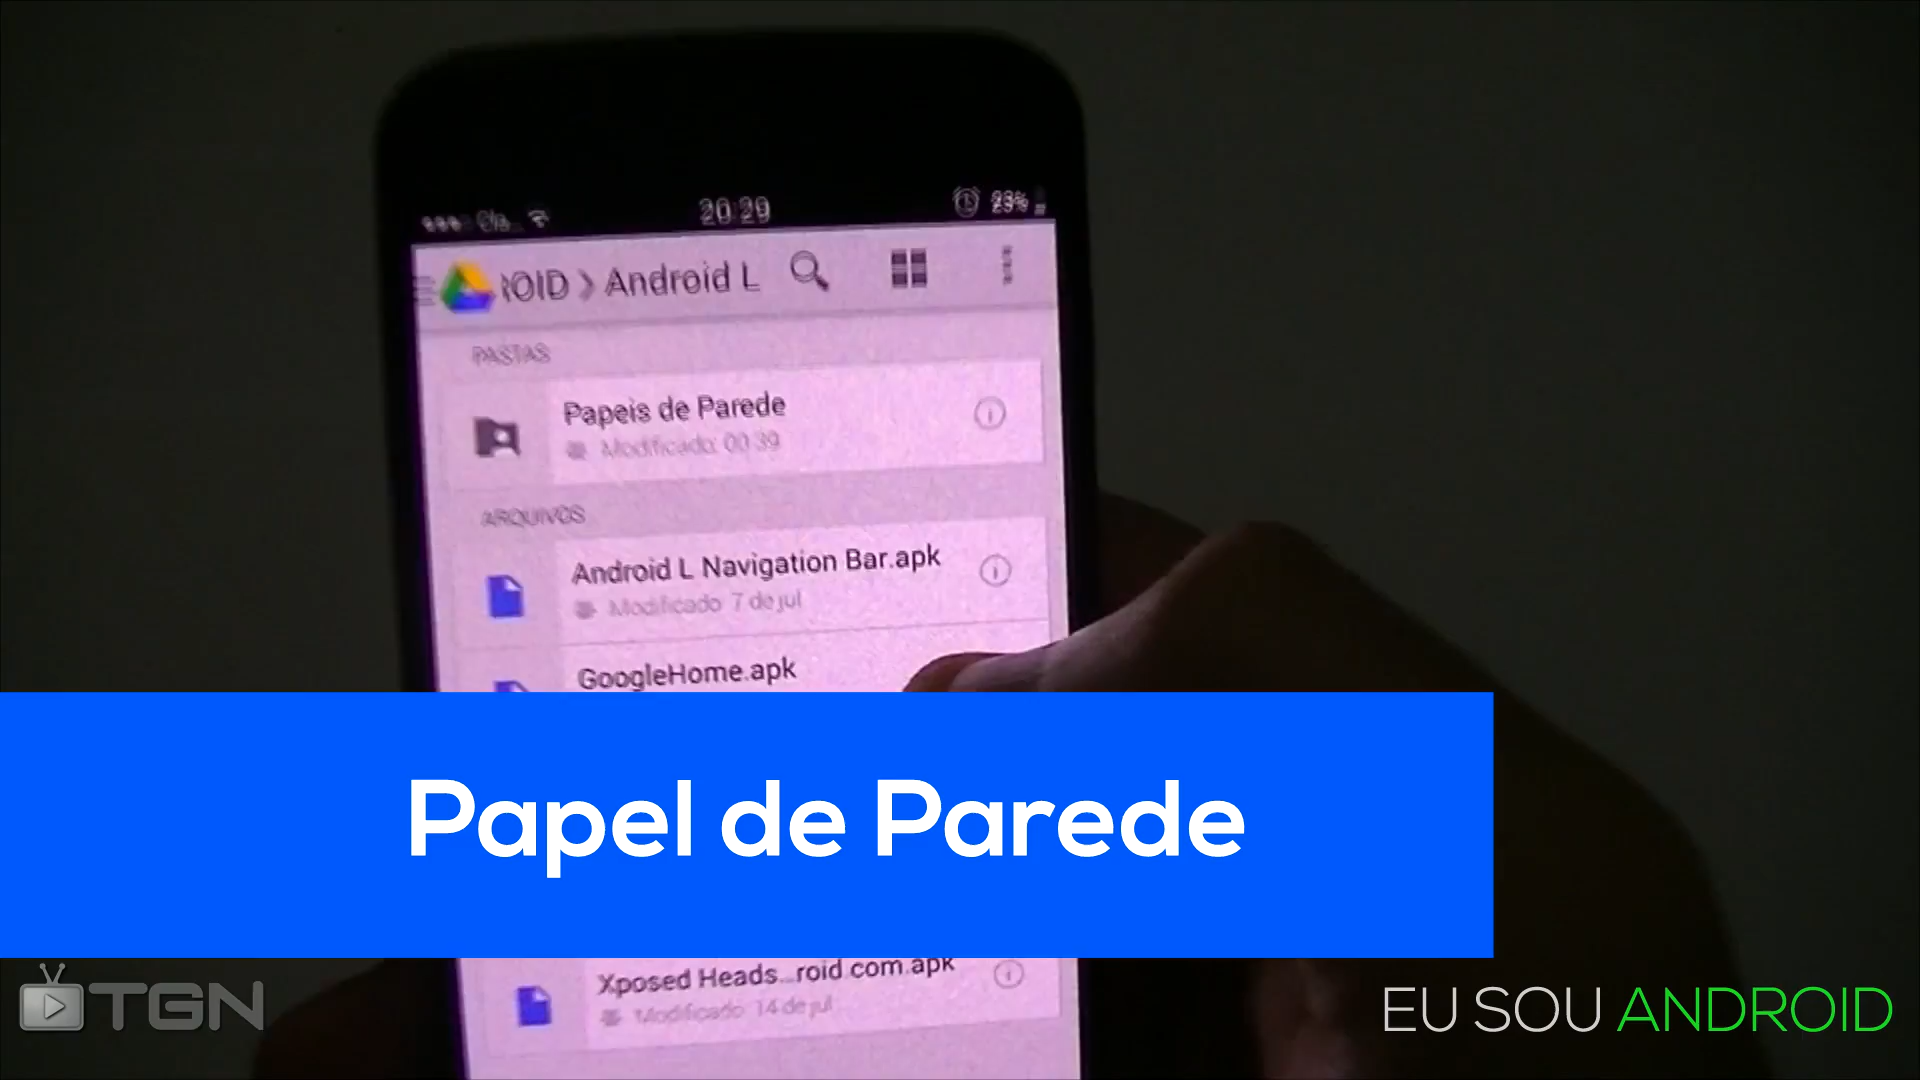 20:29
23%
ROID > Android L
PASTAS
Papeis de Parede
Modificado: 00:39
ARQUIVOS
Android L Navigation Bar.apk
Modificado: 7 de jul
GoogleHome.apk
Papel de Parede
Xposed Heads...roid.com.apk
Modificado: 14 de jul
TGN
EU SOU ANDROID